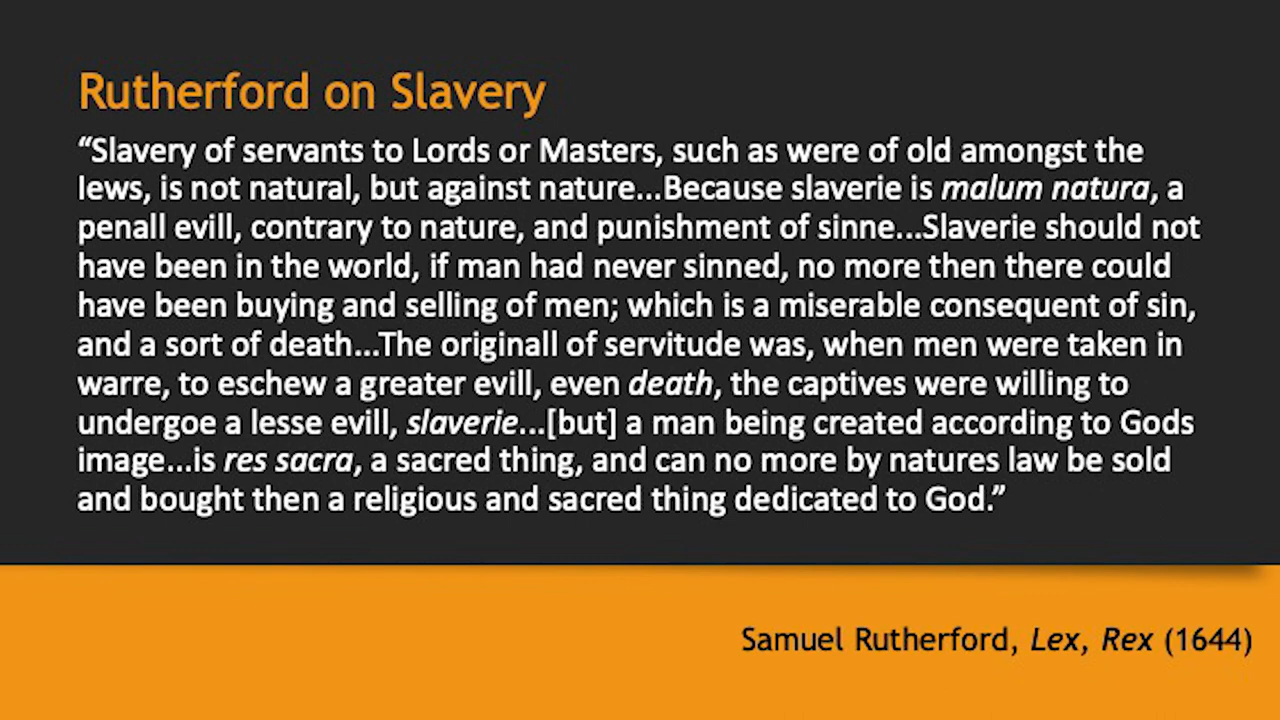 Rutherford on Slavery
“Slavery of servants to Lords or Masters, such as were of old amongst the
Iews, is not natural, but against nature...Because slaverie is malum natura, a
penall evill, contrary to nature, and punishment of sinne...Slaverie should not
have been in the world, if man had never sinned, no more then there could
have been buying and selling of men; which is a miserable consequent of sin,
and a sort of death...The originall of servitude was, when men were taken in
warre, to eschew a greater evill, even death, the captives were willing to
undergoe a lesse evill, slaverie...[but] a man being created according to Gods
image...is res sacra, a sacred thing, and can no more by natures law be sold
and bought then a religious and sacred thing dedicated to God.”
Samuel Rutherford, Lex, Rex (1644)